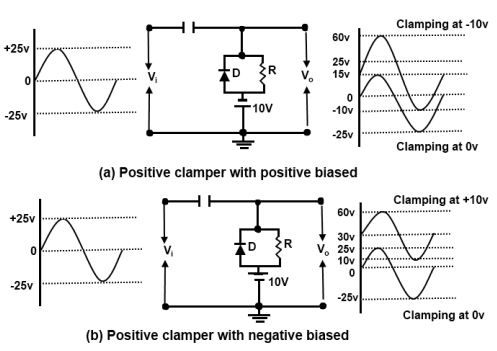 Clamping at -10v
+25v
0
-25v
Vi
D
R
10V
Vo
60v
25v
15v
0
-10v
-25v
Clamping at 0v
(a) Positive clamper with positive biased
Clamping at +10v
+25v
0
-25v
Vi
D
R
10V
Vo
60v
30v
25v
10v
0
-25v
Clamping at 0v
(b) Positive clamper with negative biased